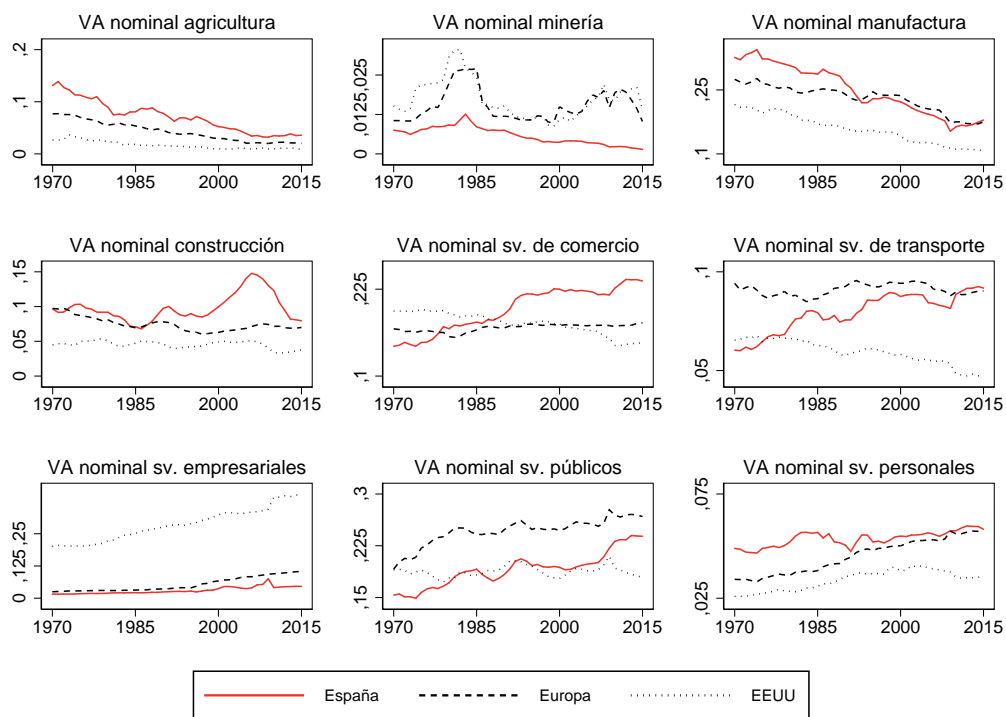 VA nominal agricultura
VA nominal minería
VA nominal manufactura
,2
,1
0
1970 1985 2000 2015
,025
,0125
0
1970 1985 2000 2015
,25
,1
1970 1985 2000 2015
VA nominal construcción
VA nominal sv. de comercio
VA nominal sv. de transporte
,15
,1
,05
0
1970 1985 2000 2015
,225
,1
1970 1985 2000 2015
,1
,05
1970 1985 2000 2015
VA nominal sv. empresariales
VA nominal sv. públicos
VA nominal sv. personales
,25
,125
0
1970 1985 2000 2015
,3
,225
,15
1970 1985 2000 2015
,075
,025
1970 1985 2000 2015
España Europa EEUU